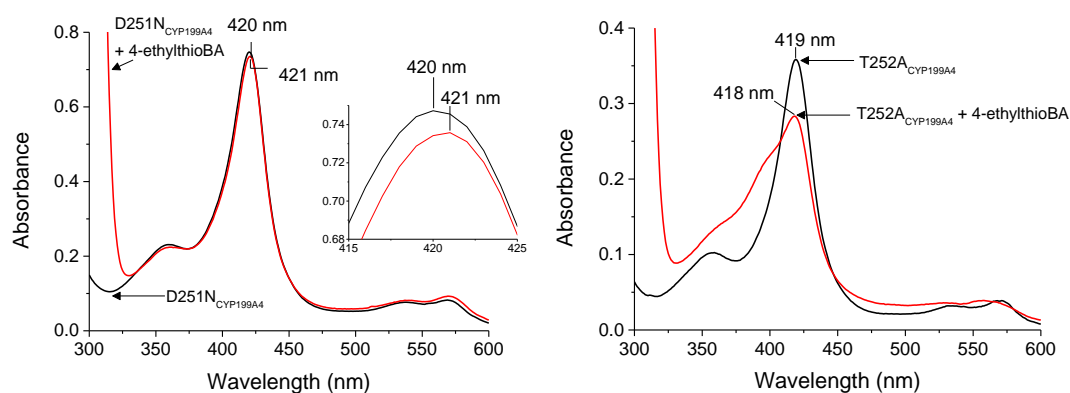 D251N_CYP199A4
+ 4-ethylthioBA
420 nm
421 nm
420 nm
421 nm
0.74
0.72
0.70
0.68
415
420
425
D251N_CYP199A4
0.8
0.6
0.4
0.2
0.0
Absorbance
300
350
400
450
500
550
600
Wavelength (nm)
419 nm
T252A_CYP199A4
418 nm
T252A_CYP199A4 + 4-ethylthioBA
0.4
0.3
0.2
0.1
0.0
Absorbance
300
350
400
450
500
550
600
Wavelength (nm)